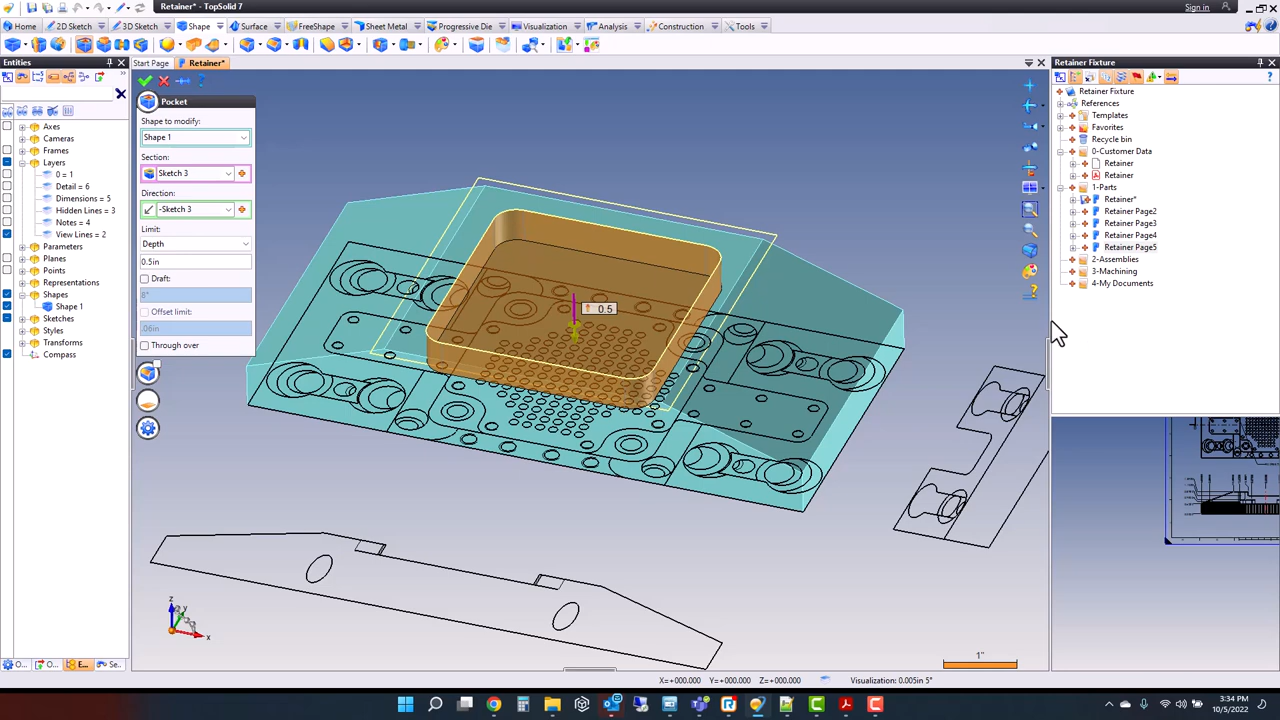 Retainer* - TopSolid 7
Sign in
Home
2D Sketch
3D Sketch
Shape
Surface
FreeShape
Sheet Metal
Progressive Die
Visualization
Analysis
Construction
Tools
Entities
Start Page
Retainer*
Retainer Fixture
Axes
Cameras
Frames
Layers
0 = 1
Detail = 6
Dimensions = 5
Hidden Lines = 3
Notes = 4
View Lines = 2
Parameters
Planes
Points
Representations
Shapes
Shape 1
Sketches
Styles
Transforms
Compass
Pocket
Shape to modify:
Shape 1
Section:
Sketch 3
Direction:
-Sketch 3
Limit:
Depth
0.5in
Draft:
8°
Offset limit:
.06in
Through over
0.5
Retainer Fixture
References
Templates
Favorites
Recycle bin
0-Customer Data
Retainer
Retainer
1-Parts
Retainer*
Retainer Page2
Retainer Page3
Retainer Page4
Retainer Page5
2-Assemblies
3-Machining
4-My Documents
z
y
x
1"
O...
O...
E...
Se..
X=+000.000 Y=+000.000 Z=+000.000
Visualization: 0.005in 5°
3:34 PM
10/5/2022